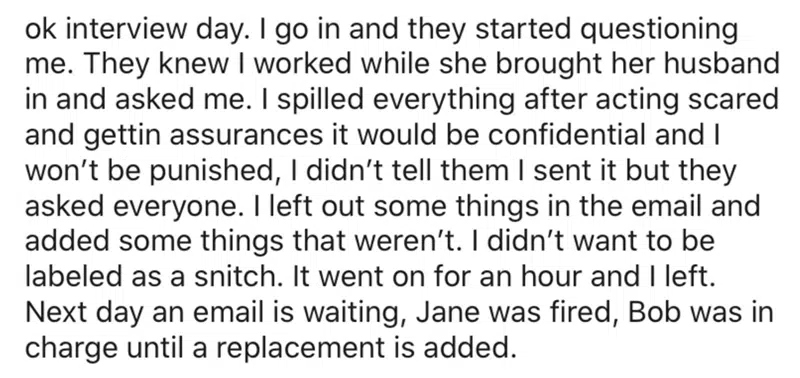 ok interview day. I go in and they started questioning
me. They knew I worked while she brought her husband
in and asked me. I spilled everything after acting scared
and gettin assurances it would be confidential and I
won’t be punished, I didn’t tell them I sent it but they
asked everyone. I left out some things in the email and
added some things that weren’t. I didn’t want to be
labeled as a snitch. It went on for an hour and I left.
Next day an email is waiting, Jane was fired, Bob was in
charge until a replacement is added.